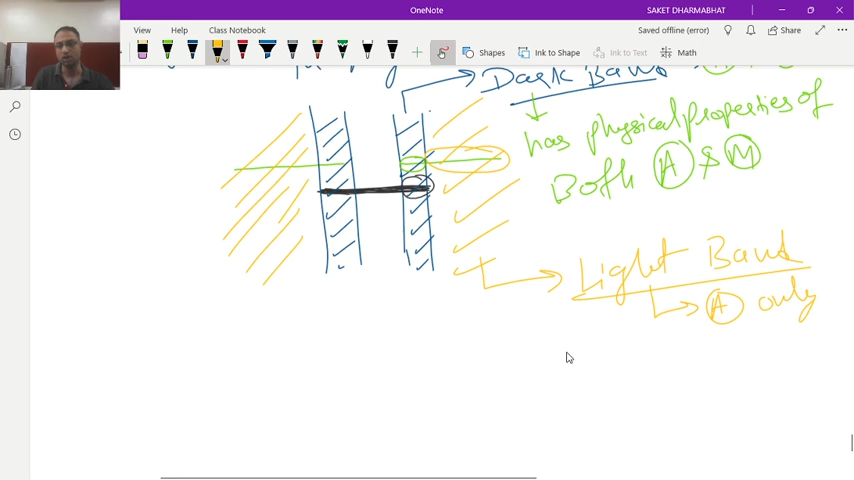 OneNote
SAKET DHARMABHAT
View Help Class Notebook
Saved offline (error)
Share
Shapes
Ink to Shape
Ink to Text
Math
Dark Band
has physical properties of
Both A & M
Light Band
A only